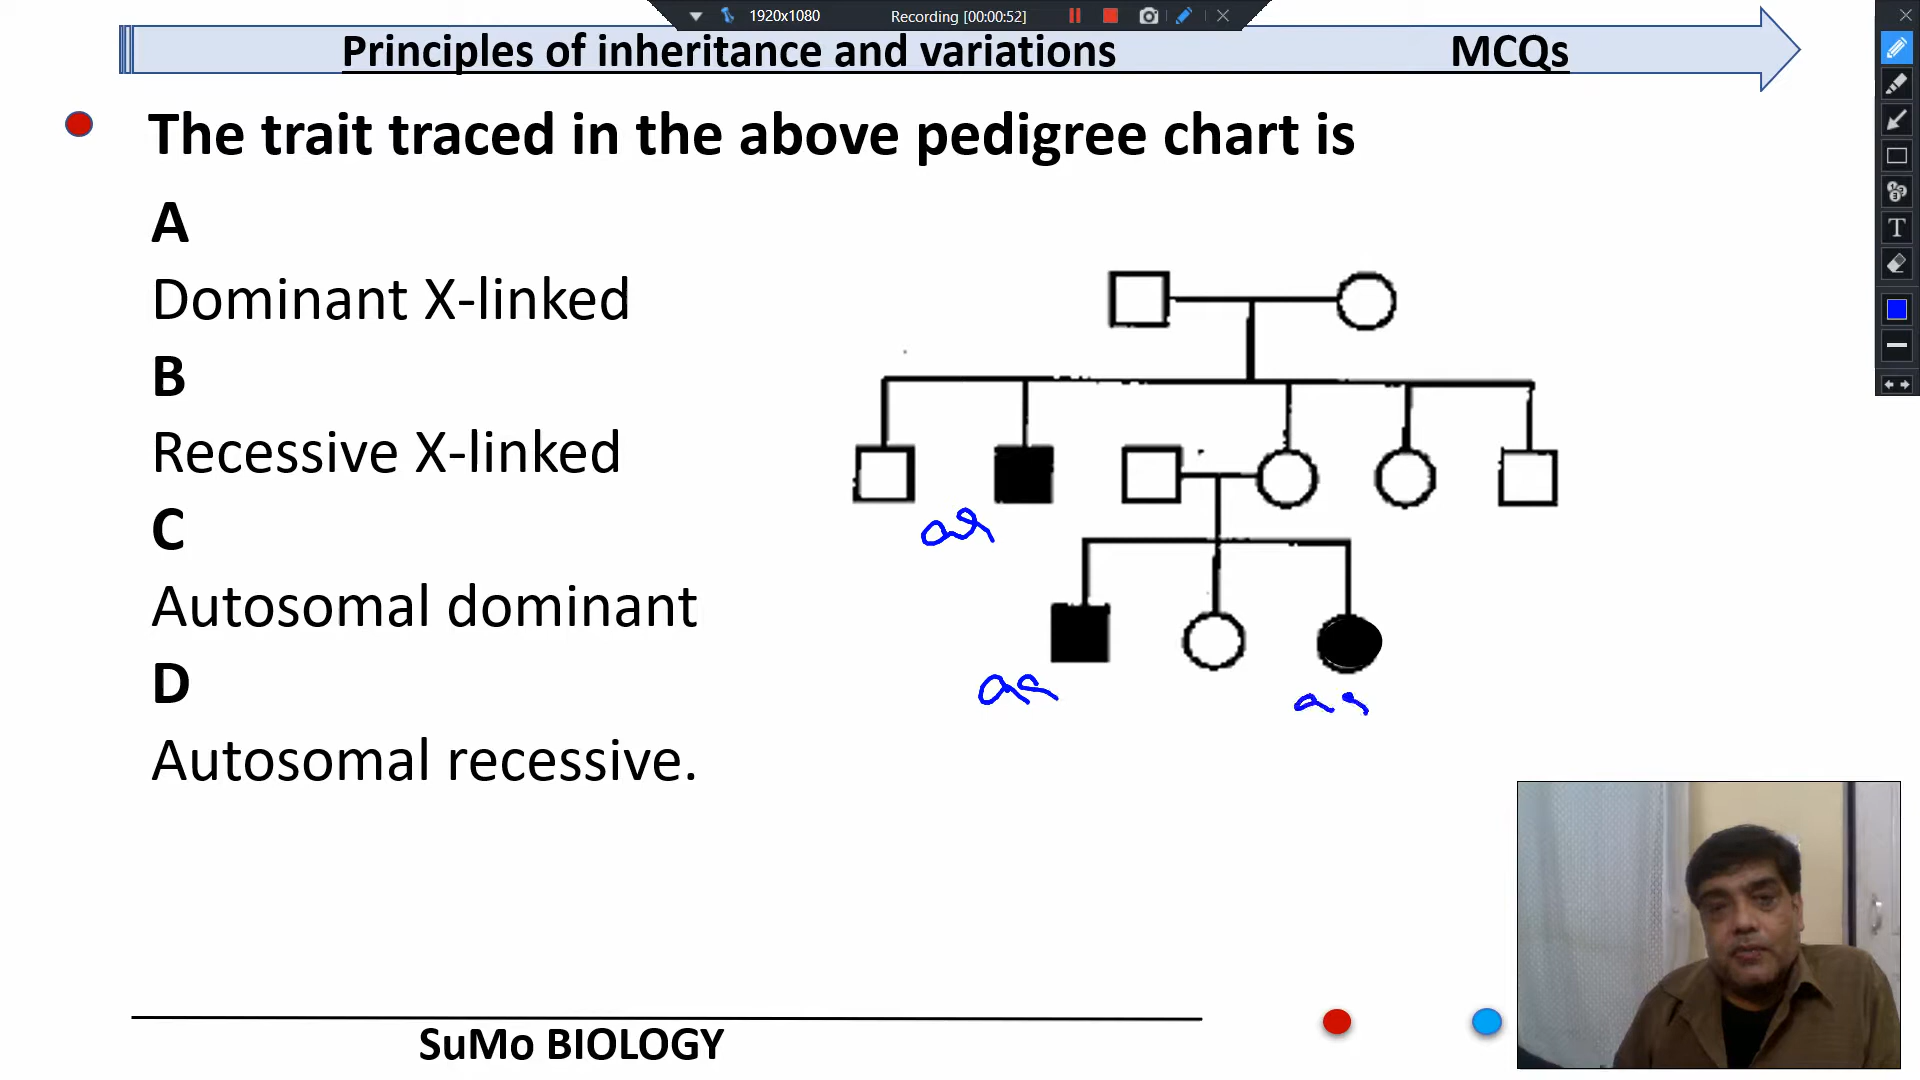 1920x1080
Recording [00:00:52]
Principles of inheritance and variations MCQs
The trait traced in the above pedigree chart is
A
Dominant X-linked
B
Recessive X-linked
C
Autosomal dominant
D
Autosomal recessive.
aa
aa
aa
SuMo BIOLOGY